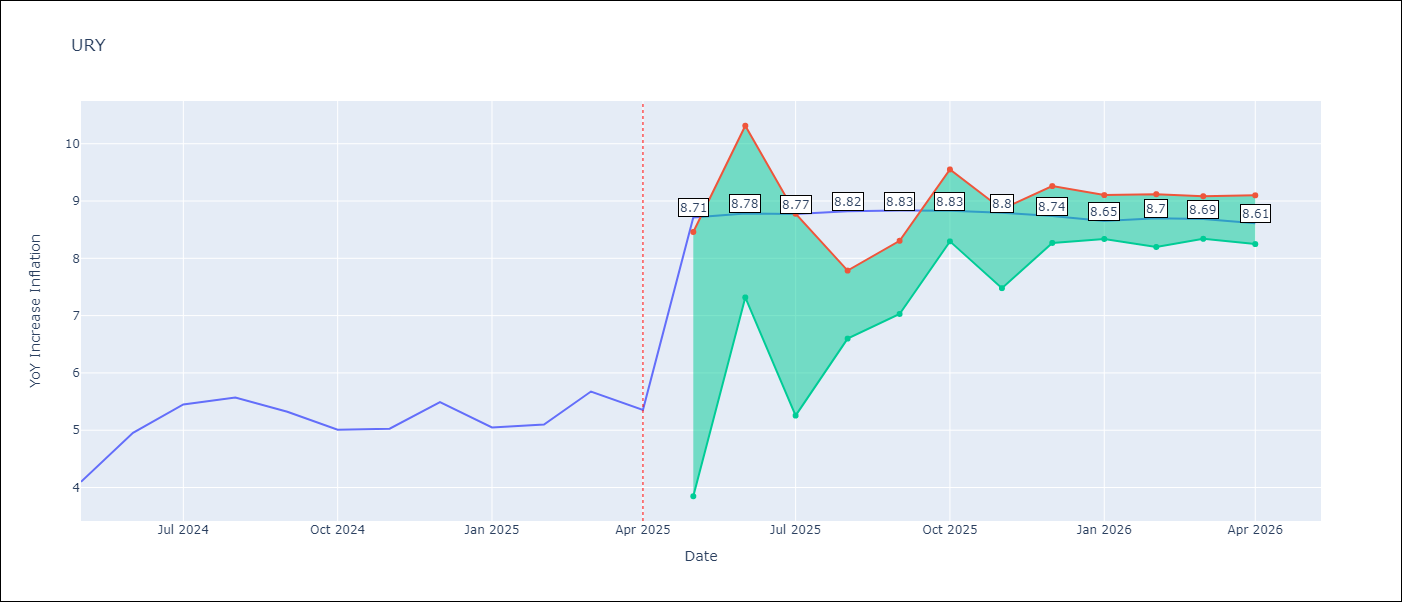 URY
YoY Increase Inflation
10
9
8
7
6
5
4
8.71
8.78
8.77
8.82
8.83
8.83
8.8
8.74
8.65
8.7
8.69
8.61
Jul 2024
Oct 2024
Jan 2025
Apr 2025
Jul 2025
Oct 2025
Jan 2026
Apr 2026
Date